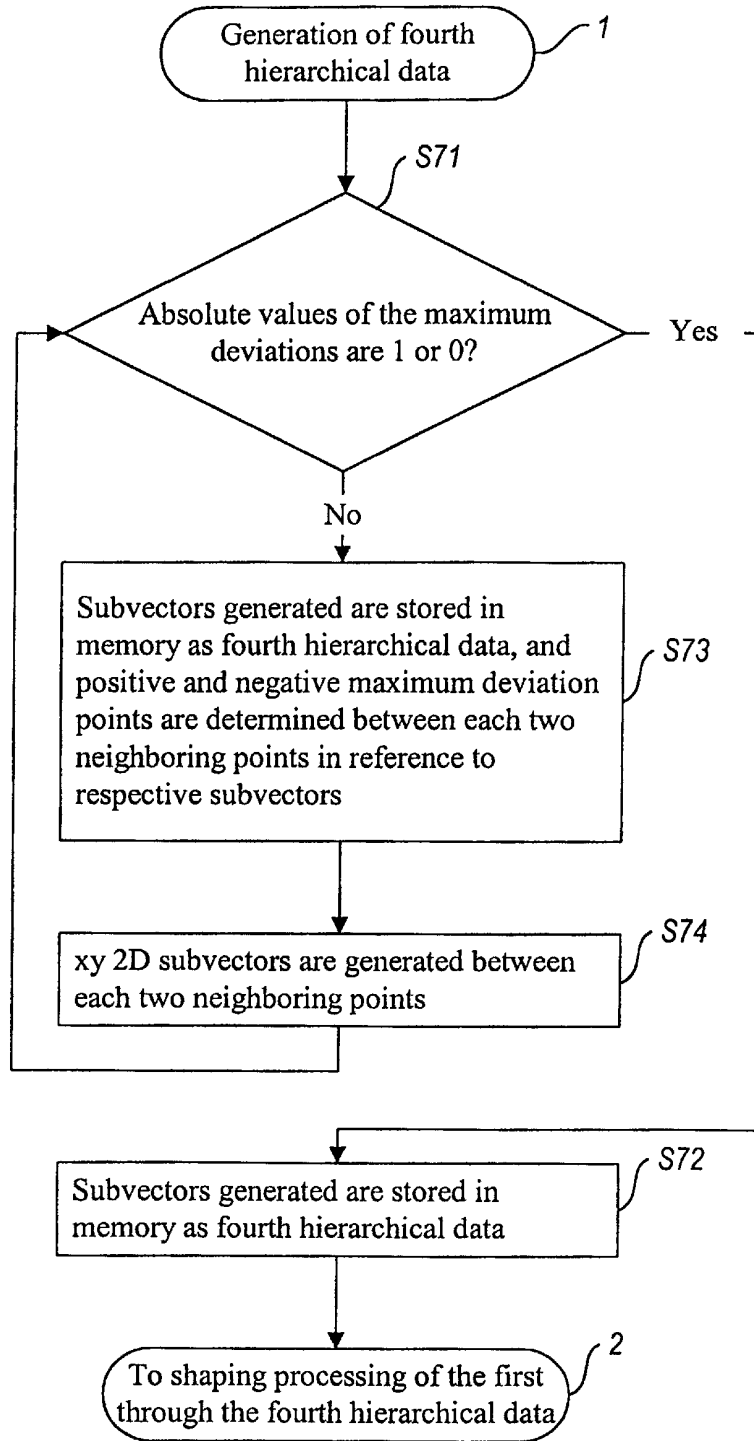 Generation of fourth
hierarchical data
1
S71
Absolute values of the maximum
deviations are 1 or 0?
Yes
No
Subvectors generated are stored in
memory as fourth hierarchical data, and
positive and negative maximum deviation
points are determined between each two
neighboring points in reference to
respective subvectors
S73
xy 2D subvectors are generated between
each two neighboring points
S74
Subvectors generated are stored in
memory as fourth hierarchical data
S72
To shaping processing of the first
through the fourth hierarchical data
2